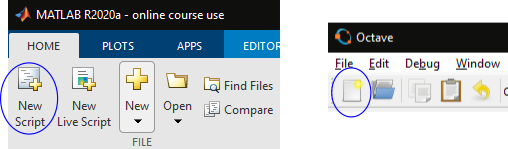 MATLAB R2020a - online course use
HOME PLOTS APPS EDITOR
New Script
New Live Script
New
Open
Find Files
Compare
FILE
Octave
File Edit Debug Window